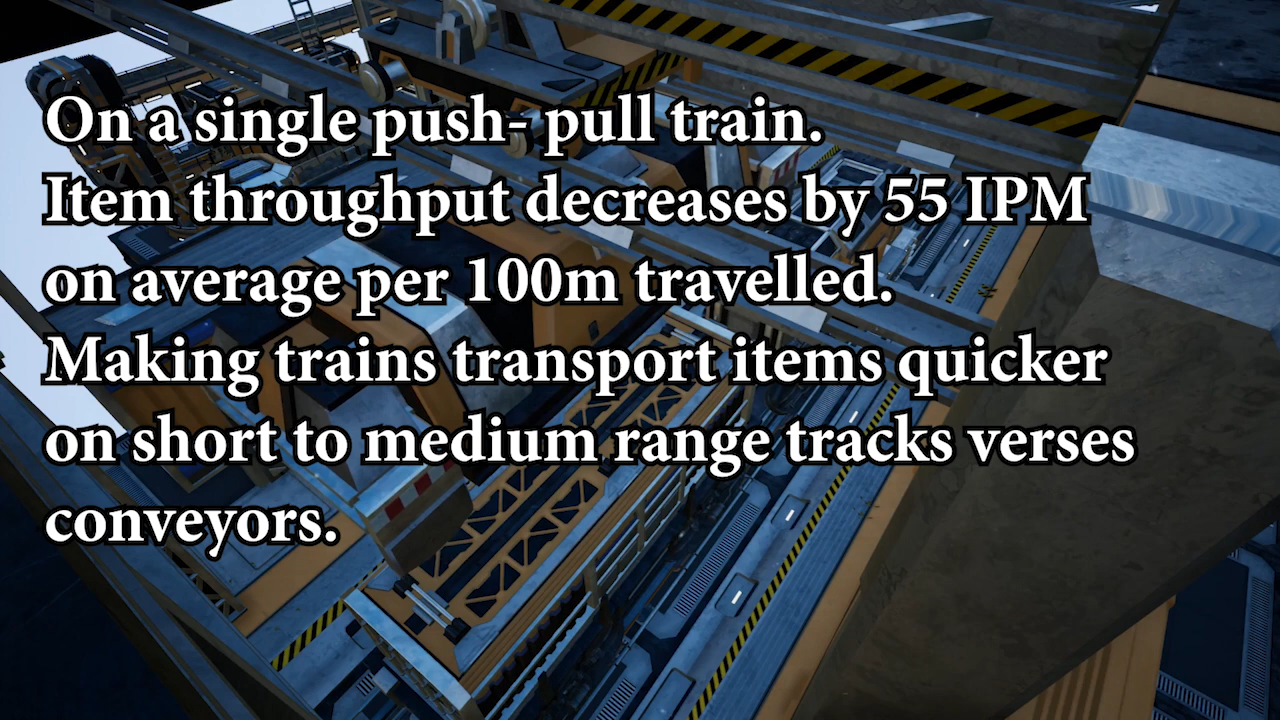 On a single push- pull train.
Item throughput decreases by 55 IPM
on average per 100m travelled.
Making trains transport items quicker
on short to medium range tracks verses
conveyors.